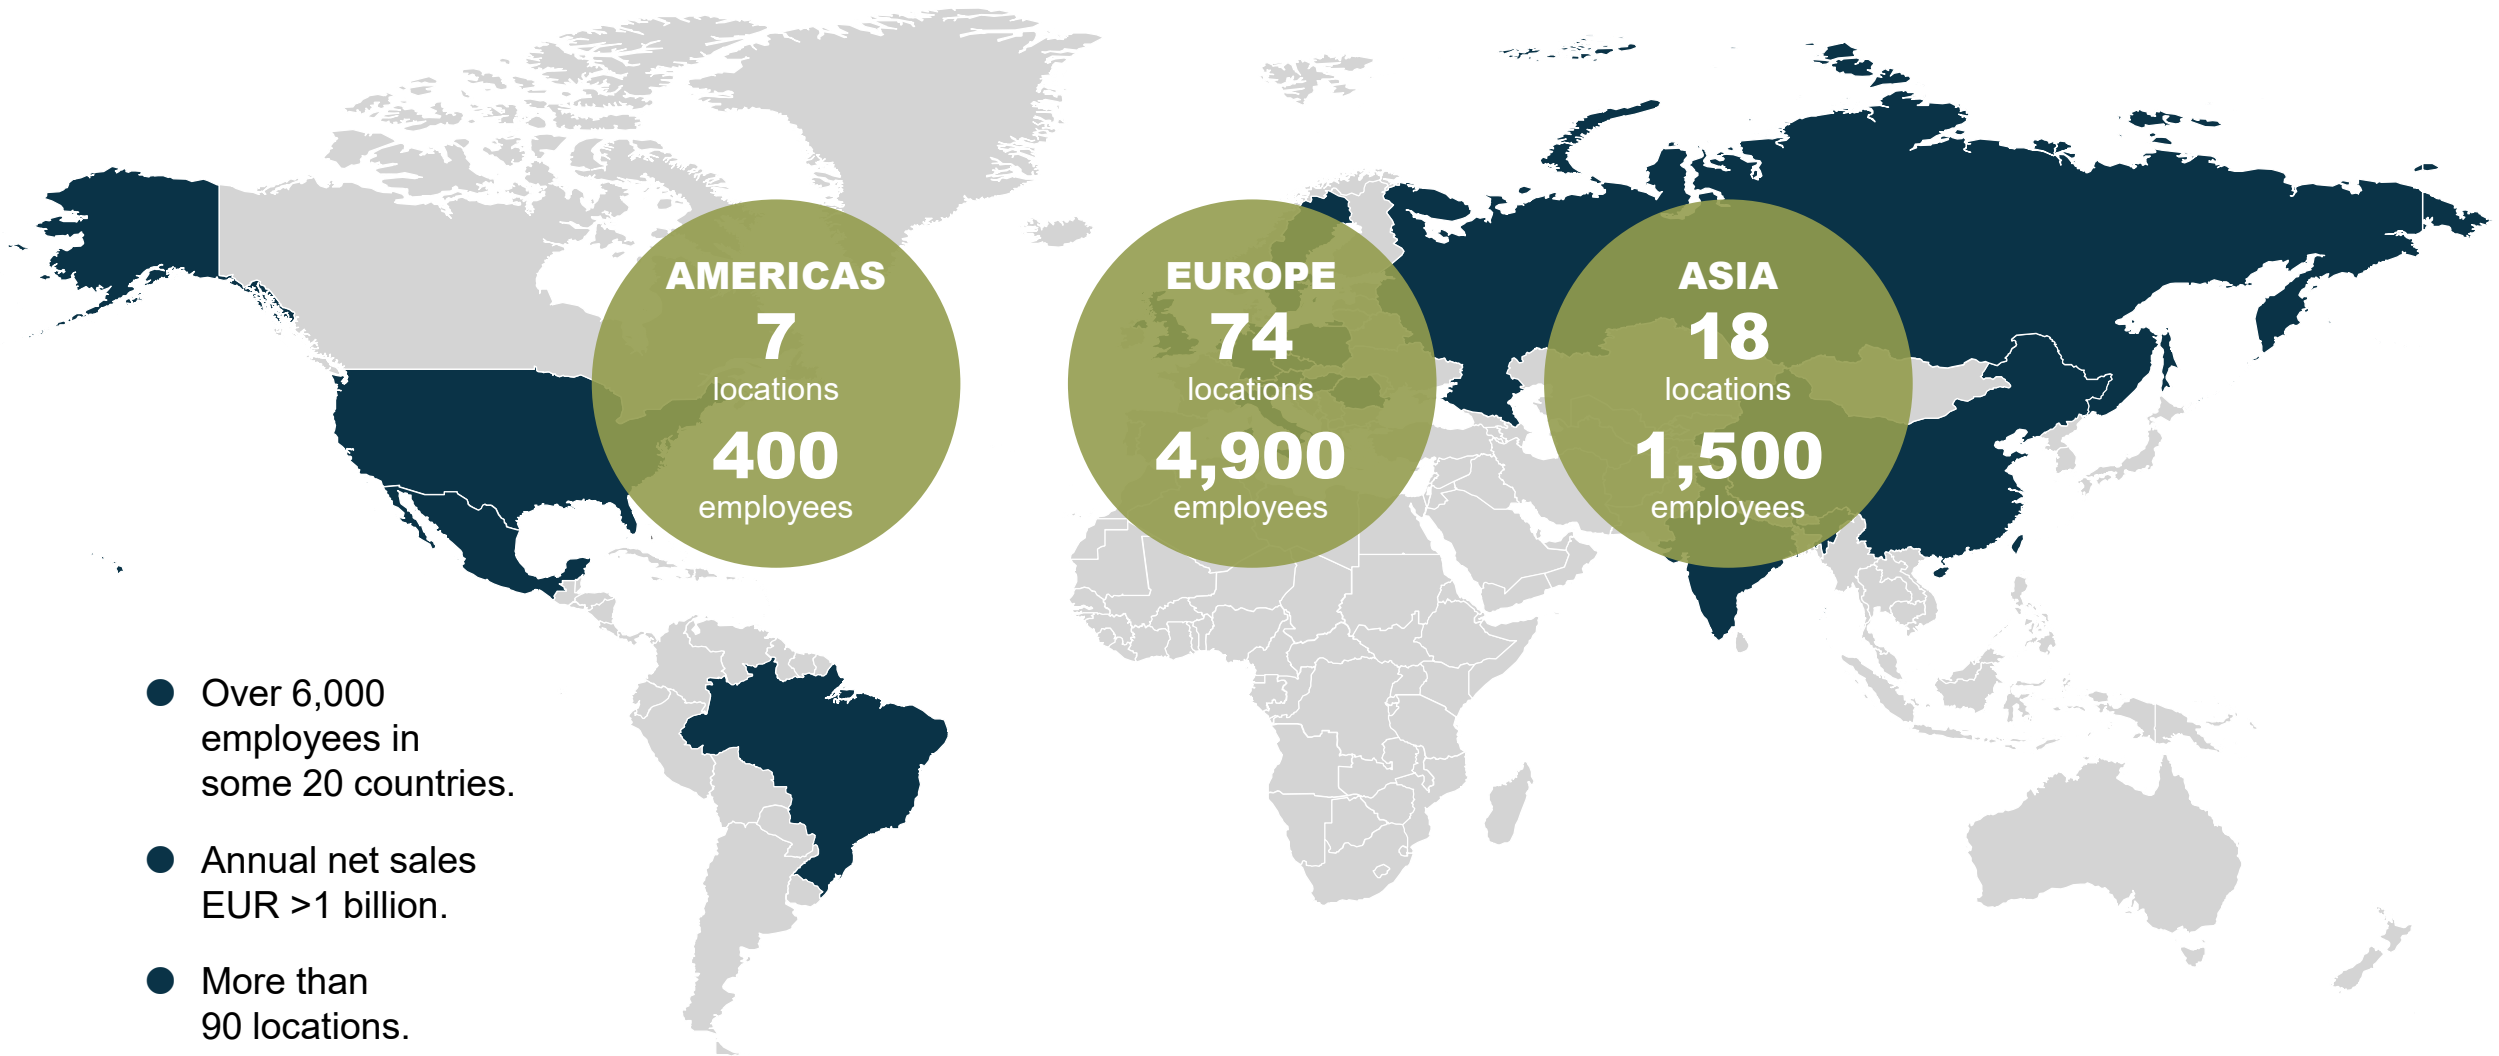 AMERICAS
7
locations
400
employees
EUROPE
74
locations
4,900
employees
ASIA
18
locations
1,500
employees
Over 6,000
employees in
some 20 countries.
Annual net sales
EUR >1 billion.
More than
90 locations.